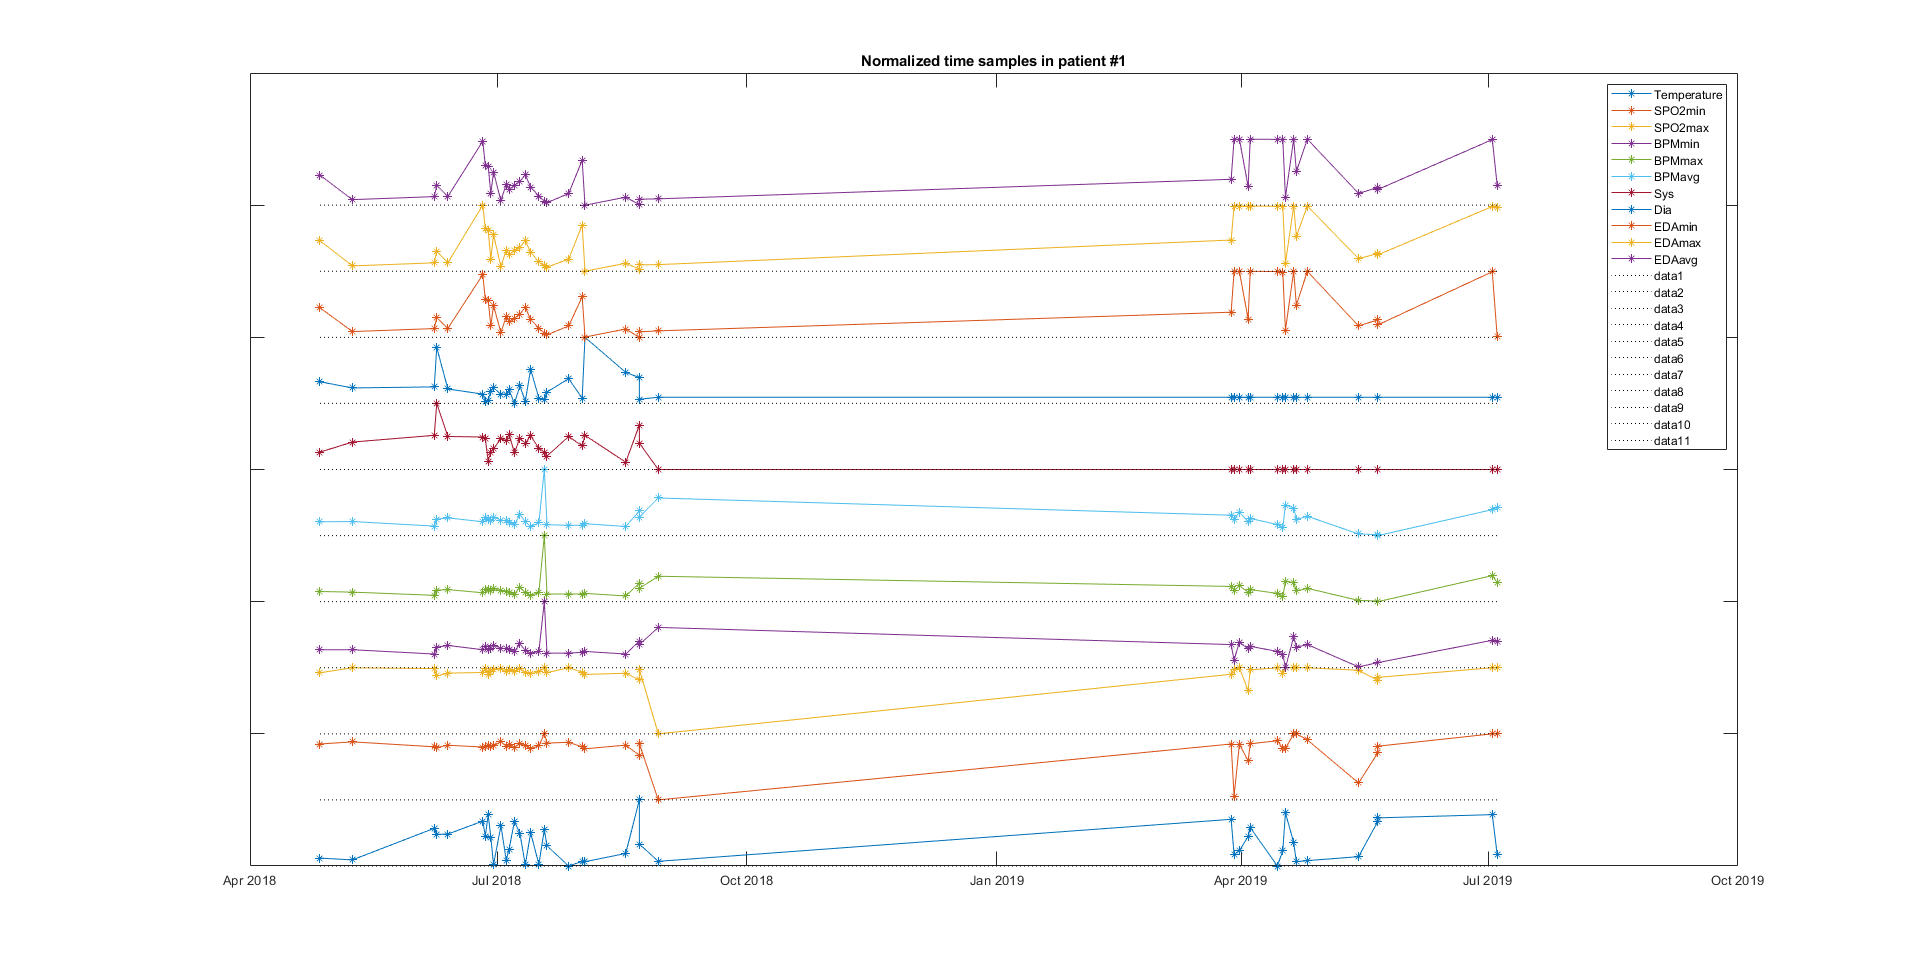 Normalized time samples in patient #1
Temperature
SPO2min
SPO2max
BPMmin
BPMmax
BPMavg
Sys
Dia
EDAmin
EDAmax
EDAavg
data1
data2
data3
data4
data5
data6
data7
data8
data9
data10
data11
Apr 2018
Jul 2018
Oct 2018
Jan 2019
Apr 2019
Jul 2019
Oct 2019